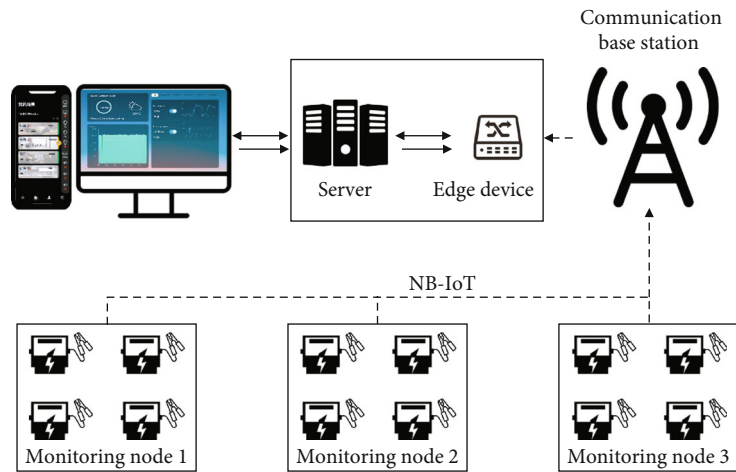 Communication
base station
Server
Edge device
NB-IoT
Monitoring node 1
Monitoring node 2
Monitoring node 3